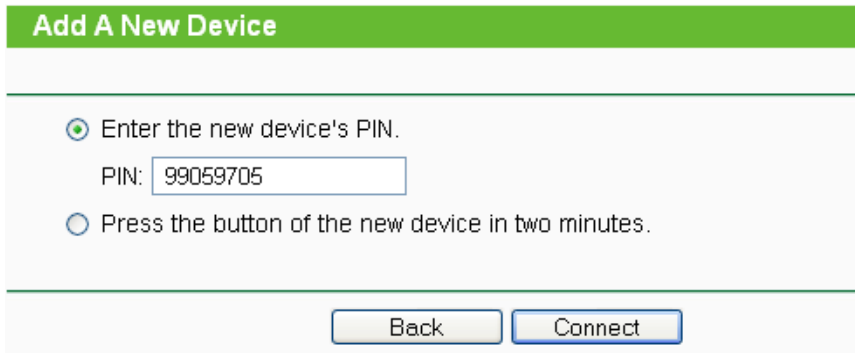 Add A New Device
Enter the new device's PIN.
PIN: 99059705
Press the button of the new device in two minutes.
Back Connect